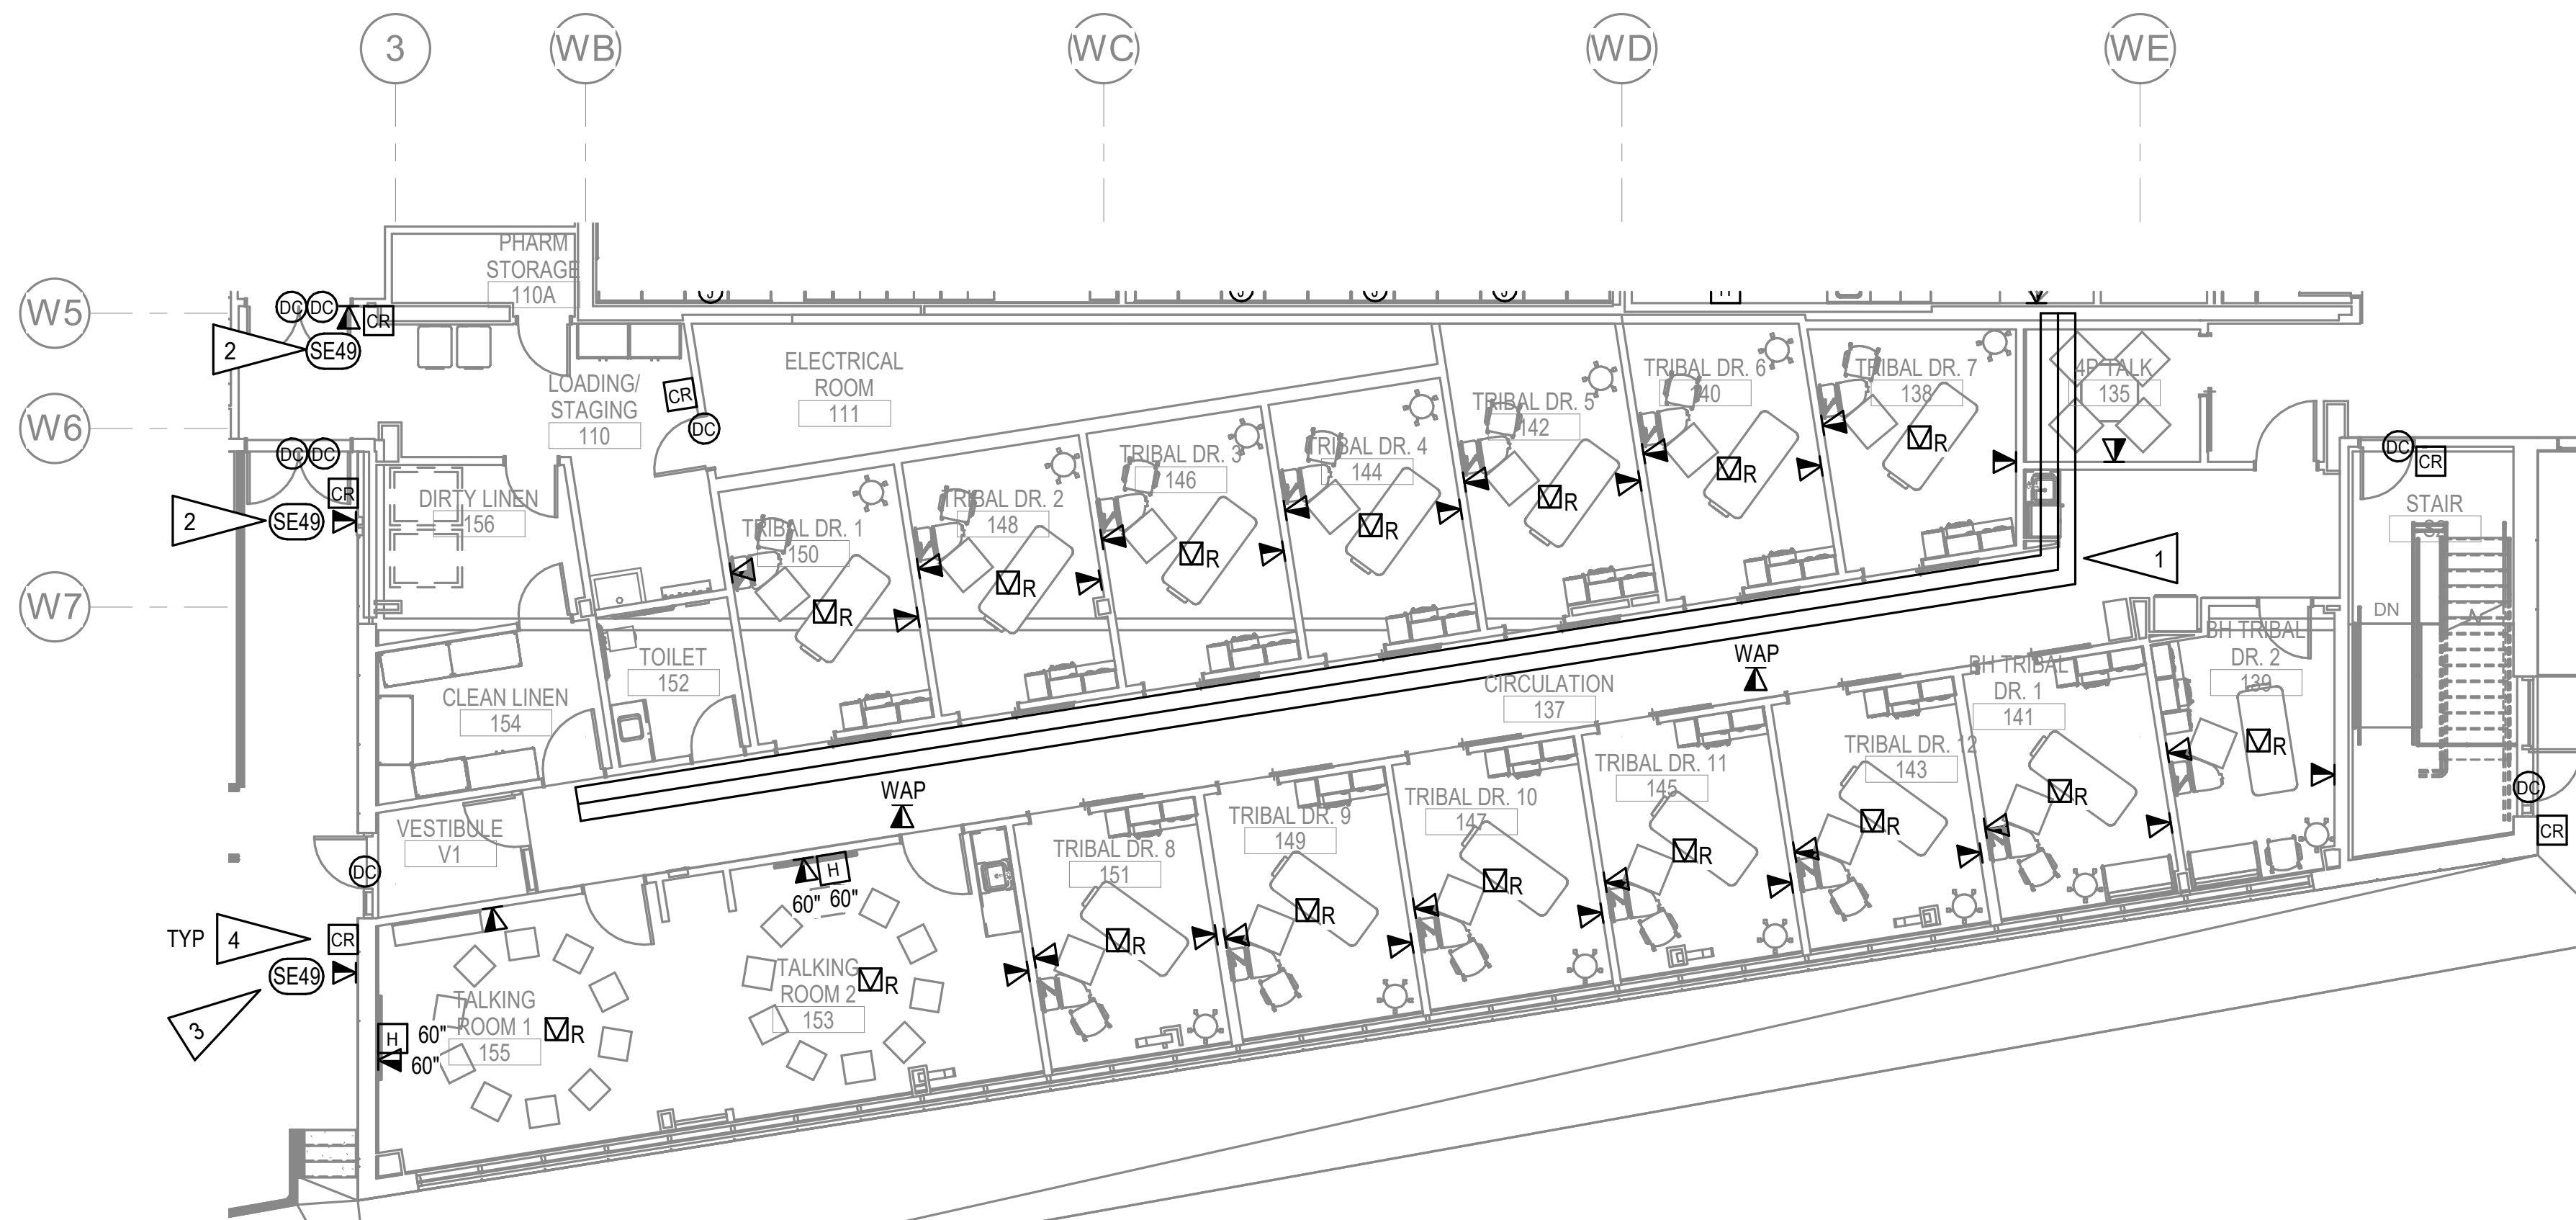 3
WB
WC
WD
WE
W5
W6
W7
PHARM
STORAGE
110A
DC
DC
CR
2
SE49
LOADING/
STAGING
110
CR
DC
ELECTRICAL
ROOM
111
DC
DC
CR
2
SE49
DIRTY LINEN
156
TRIBAL DR. 1
150
R
TRIBAL DR. 2
148
R
TRIBAL DR. 3
146
R
TRIBAL DR. 4
144
R
TRIBAL DR. 5
142
R
TRIBAL DR. 6
140
R
TRIBAL DR. 7
138
R
4P TALK
135
DC
CR
STAIR
S2
DN
1
TOILET
152
CLEAN LINEN
154
WAP
CIRCULATION
137
WAP
VESTIBULE
V1
DC
TYP
4
CR
SE49
3
TALKING
ROOM 1
155
R
H
60"
60"
H
60"
60"
TALKING
ROOM 2
153
R
TRIBAL DR. 8
151
R
TRIBAL DR. 9
149
R
TRIBAL DR. 10
147
R
TRIBAL DR. 11
145
R
TRIBAL DR. 12
143
R
BH TRIBAL
DR. 1
141
R
BH TRIBAL
DR. 2
139
R
DC
CR